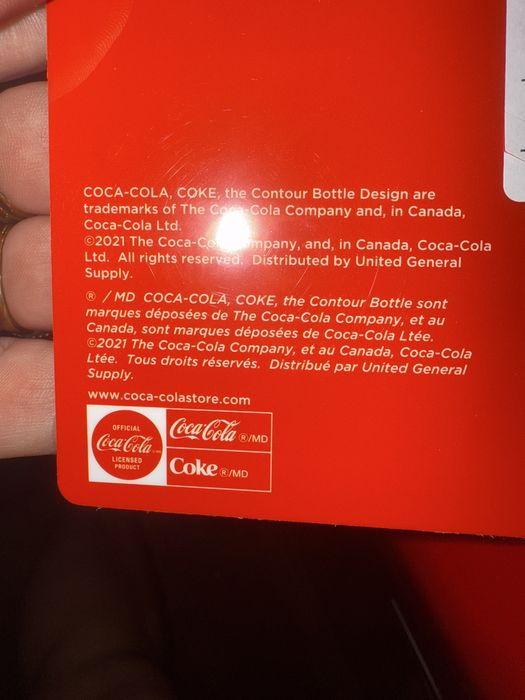 COCA-COLA, COKE, the Contour Bottle Design are
trademarks of The Coca-Cola Company and, in Canada,
Coca-Cola Ltd.
©2021 The Coca-Co mpany, and, in Canada, Coca-Cola
Ltd. All rights reserved. Distributed by United General
Supply.
® / MD COCA-COLA, COKE, the Contour Bottle sont
marques déposées de The Coca-Cola Company, et au
Canada, sont marques déposées de Coca-Cola Ltée.
©2021 The Coca-Cola Company, et au Canada, Coca-Cola
Ltée. Tous droits réservés. Distribué par United General
Supply.
www.coca-colastore.com
OFFICIAL
Coca-Cola
LICENSED
PRODUCT
Coca-Cola ®/MD
Coke ®/MD